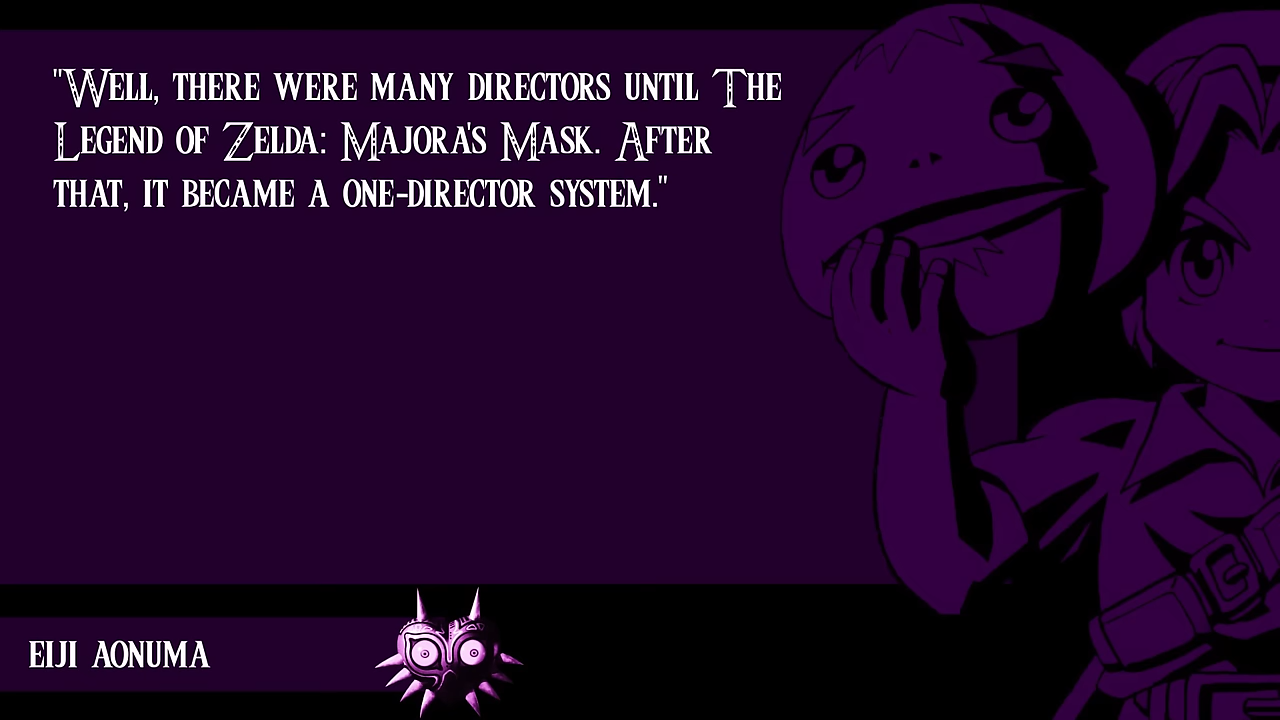 "Well, there were many directors until The
Legend of Zelda: Majora's Mask. After
that, it became a one-director system."
Eiji Aonuma